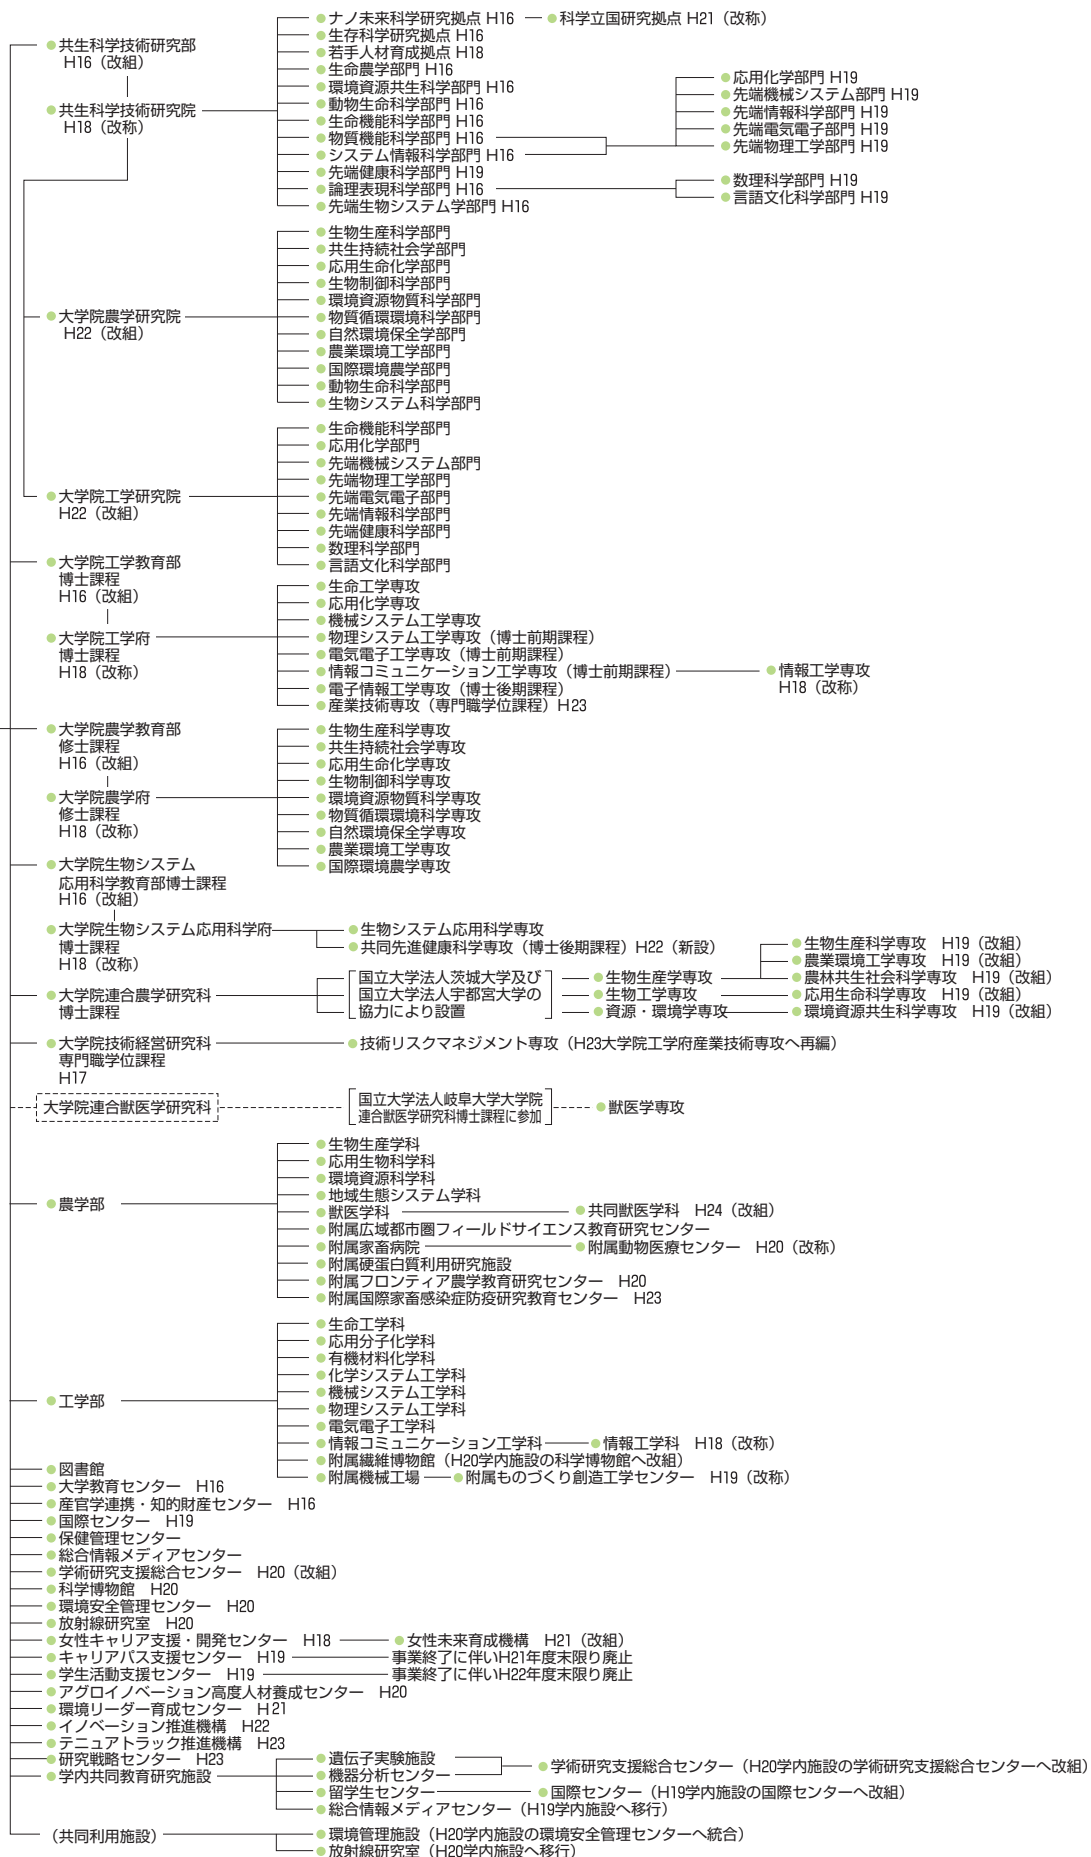 共生科学技術研究部
H16（改組）
共生科学技術研究院
H18（改称）
ナノ未来科学研究拠点 H16
科学立国研究拠点 H21（改称）
生存科学研究拠点 H16
若手人材育成拠点 H18
生命農学部門 H16
環境資源共生科学部門 H16
動物生命科学部門 H16
生命機能科学部門 H16
物質機能科学部門 H16
システム情報科学部門 H16
先端健康科学部門 H19
論理表現科学部門 H16
先端生物システム学部門 H16
応用化学部門 H19
先端機械システム部門 H19
先端情報科学部門 H19
先端電気電子部門 H19
先端物理工学部門 H19
数理科学部門 H19
言語文化科学部門 H19
大学院農学研究院
H22（改組）
生物生産科学部門
共生持続社会学部門
応用生命化学部門
生物制御科学部門
環境資源物質科学部門
物質循環環境科学部門
自然環境保全学部門
農業環境工学部門
国際環境農学部門
動物生命科学部門
生物システム科学部門
大学院工学研究院
H22（改組）
生命機能科学部門
応用化学部門
先端機械システム部門
先端物理工学部門
先端電気電子部門
先端情報科学部門
先端健康科学部門
数理科学部門
言語文化科学部門
大学院工学教育部
博士課程
H16（改組）
大学院工学府
博士課程
H18（改称）
生命工学専攻
応用化学専攻
機械システム工学専攻
物理システム工学専攻（博士前期課程）
電気電子工学専攻（博士前期課程）
情報コミュニケーション工学専攻（博士前期課程）
情報工学専攻
H18（改称）
電子情報工学専攻（博士後期課程）
産業技術専攻（専門職学位課程）H23
大学院農学教育部
修士課程
H16（改組）
大学院農学府
修士課程
H18（改称）
生物生産科学専攻
共生持続社会学専攻
応用生命化学専攻
生物制御科学専攻
環境資源物質科学専攻
物質循環環境科学専攻
自然環境保全学専攻
農業環境工学専攻
国際環境農学専攻
大学院生物システム
応用科学教育部博士課程
H16（改組）
大学院生物システム応用科学府
博士課程
H18（改称）
生物システム応用科学専攻
共同先進健康科学専攻（博士後期課程）H22（新設）
大学院連合農学研究科
博士課程
国立大学法人茨城大学及び
国立大学法人宇都宮大学の
協力により設置
生物生産学専攻
生物工学専攻
資源・環境学専攻
生物生産科学専攻　H19（改組）
農業環境工学専攻　H19（改組）
農林共生社会科学専攻　H19（改組）
応用生命科学専攻　H19（改組）
環境資源共生科学専攻　H19（改組）
大学院技術経営研究科
専門職学位課程
H17
技術リスクマネジメント専攻（H23大学院工学府産業技術専攻へ再編）
大学院連合獣医学研究科
国立大学法人岐阜大学大学院
連合獣医学研究科博士課程に参加
獣医学専攻
農学部
生物生産学科
応用生物科学科
環境資源科学科
地域生態システム学科
獣医学科
共同獣医学科　H24（改組）
附属広域都市圏フィールドサイエンス教育研究センター
附属家畜病院
附属動物医療センター　H20（改称）
附属硬蛋白質利用研究施設
附属フロンティア農学教育研究センター　H20
附属国際家畜感染症防疫研究教育センター　H23
工学部
生命工学科
応用分子化学科
有機材料化学科
化学システム工学科
機械システム工学科
物理システム工学科
電気電子工学科
情報コミュニケーション工学科
情報工学科　H18（改称）
附属繊維博物館（H20学内施設の科学博物館へ改組）
附属機械工場
附属ものづくり創造工学センター　H19（改称）
図書館
大学教育センター　H16
産官学連携・知的財産センター　H16
国際センター　H19
保健管理センター
総合情報メディアセンター
学術研究支援総合センター　H20（改組）
科学博物館　H20
環境安全管理センター　H20
放射線研究室　H20
女性キャリア支援・開発センター　H18
女性未来育成機構　H21（改組）
キャリアパス支援センター　H19
事業終了に伴いH21年度末限り廃止
学生活動支援センター　H19
事業終了に伴いH22年度末限り廃止
アグロイノベーション高度人材養成センター　H20
環境リーダー育成センター　H21
イノベーション推進機構　H22
テニュアトラック推進機構　H23
研究戦略センター　H23
学内共同教育研究施設
遺伝子実験施設
機器分析センター
学術研究支援総合センター（H20学内施設の学術研究支援総合センターへ改組）
留学生センター
国際センター（H19学内施設の国際センターへ改組）
総合情報メディアセンター（H19学内施設へ移行）
（共同利用施設）
環境管理施設（H20学内施設の環境安全管理センターへ統合）
放射線研究室（H20学内施設へ移行）